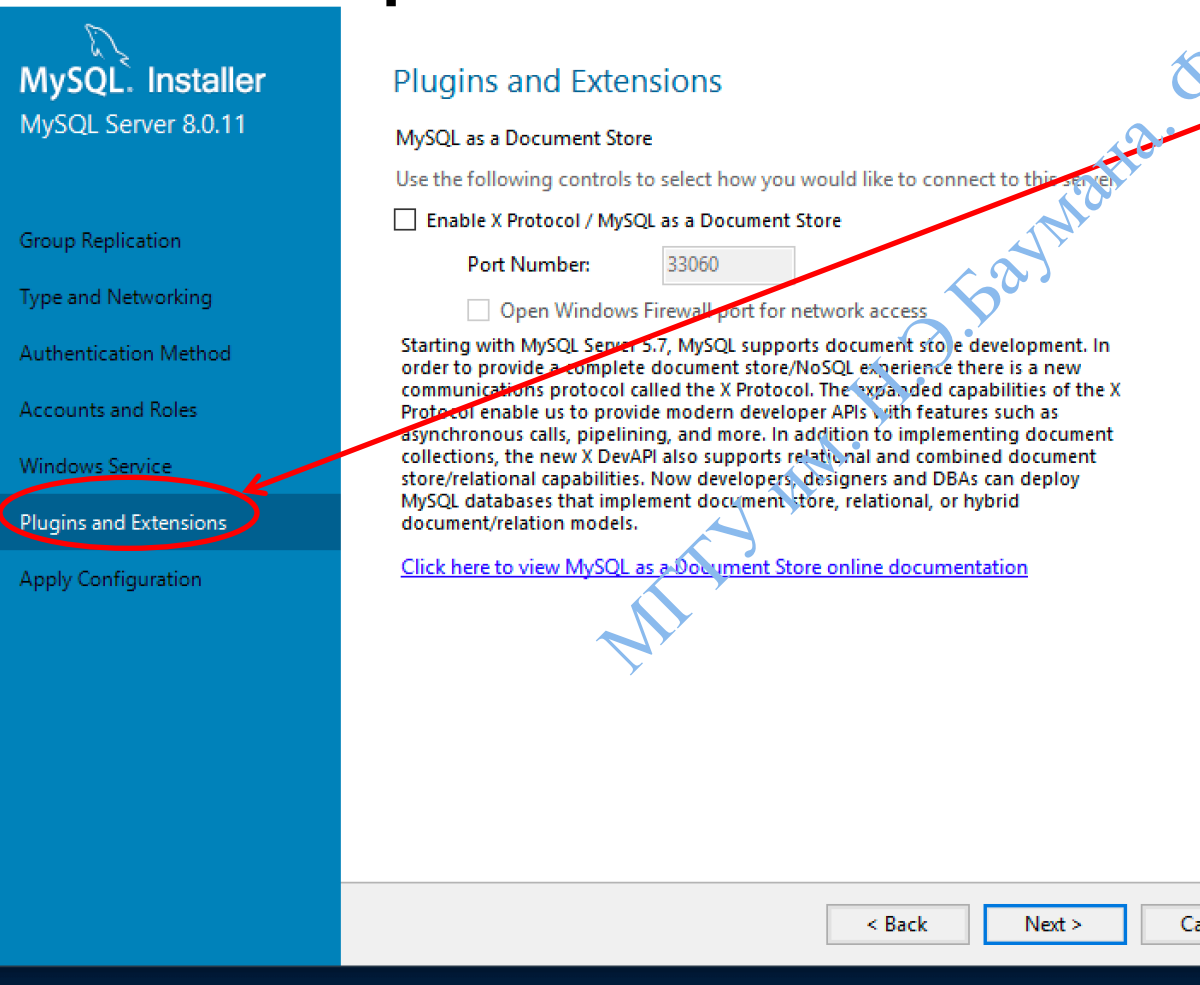 MySQL. Installer
MySQL Server 8.0.11
Group Replication
Type and Networking
Authentication Method
Accounts and Roles
Windows Service
Plugins and Extensions
Apply Configuration
Plugins and Extensions
MySQL as a Document Store
Use the following controls to select how you would like to connect to this server
Enable X Protocol / MySQL as a Document Store
Port Number: 33060
Open Windows Firewall port for network access
Starting with MySQL Server 5.7, MySQL supports document store development. In
order to provide a complete document store/NoSQL experience there is a new
communications protocol called the X Protocol. The expanded capabilities of the X
Protocol enable us to provide modern developer APIs with features such as
asynchronous calls, pipelining, and more. In addition to implementing document
collections, the new X DevAPI also supports relational and combined document
store/relational capabilities. Now developers, designers and DBAs can deploy
MySQL databases that implement document store, relational, or hybrid
document/relation models.
Click here to view MySQL as a Document Store online documentation
МГТУ им. Н.Э.Баумана. Ф
< Back
Next >
Ca